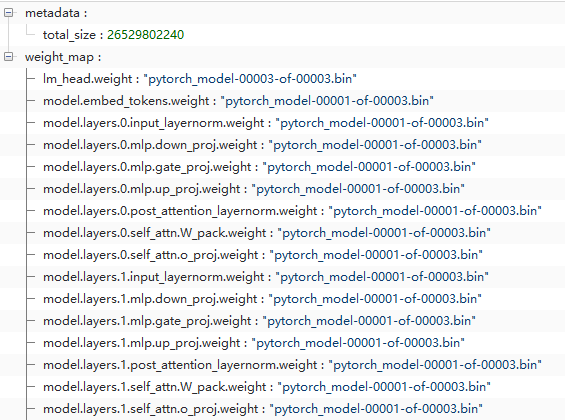 metadata :
total_size : 26529802240
weight_map :
lm_head.weight : "pytorch_model-00003-of-00003.bin"
model.embed_tokens.weight : "pytorch_model-00001-of-00003.bin"
model.layers.0.input_layernorm.weight : "pytorch_model-00001-of-00003.bin"
model.layers.0.mlp.down_proj.weight : "pytorch_model-00001-of-00003.bin"
model.layers.0.mlp.gate_proj.weight : "pytorch_model-00001-of-00003.bin"
model.layers.0.mlp.up_proj.weight : "pytorch_model-00001-of-00003.bin"
model.layers.0.post_attention_layernorm.weight : "pytorch_model-00001-of-00003.bin"
model.layers.0.self_attn.W_pack.weight : "pytorch_model-00001-of-00003.bin"
model.layers.0.self_attn.o_proj.weight : "pytorch_model-00001-of-00003.bin"
model.layers.1.input_layernorm.weight : "pytorch_model-00001-of-00003.bin"
model.layers.1.mlp.down_proj.weight : "pytorch_model-00001-of-00003.bin"
model.layers.1.mlp.gate_proj.weight : "pytorch_model-00001-of-00003.bin"
model.layers.1.mlp.up_proj.weight : "pytorch_model-00001-of-00003.bin"
model.layers.1.post_attention_layernorm.weight : "pytorch_model-00001-of-00003.bin"
model.layers.1.self_attn.W_pack.weight : "pytorch_model-00001-of-00003.bin"
model.layers.1.self_attn.o_proj.weight : "pytorch_model-00001-of-00003.bin"